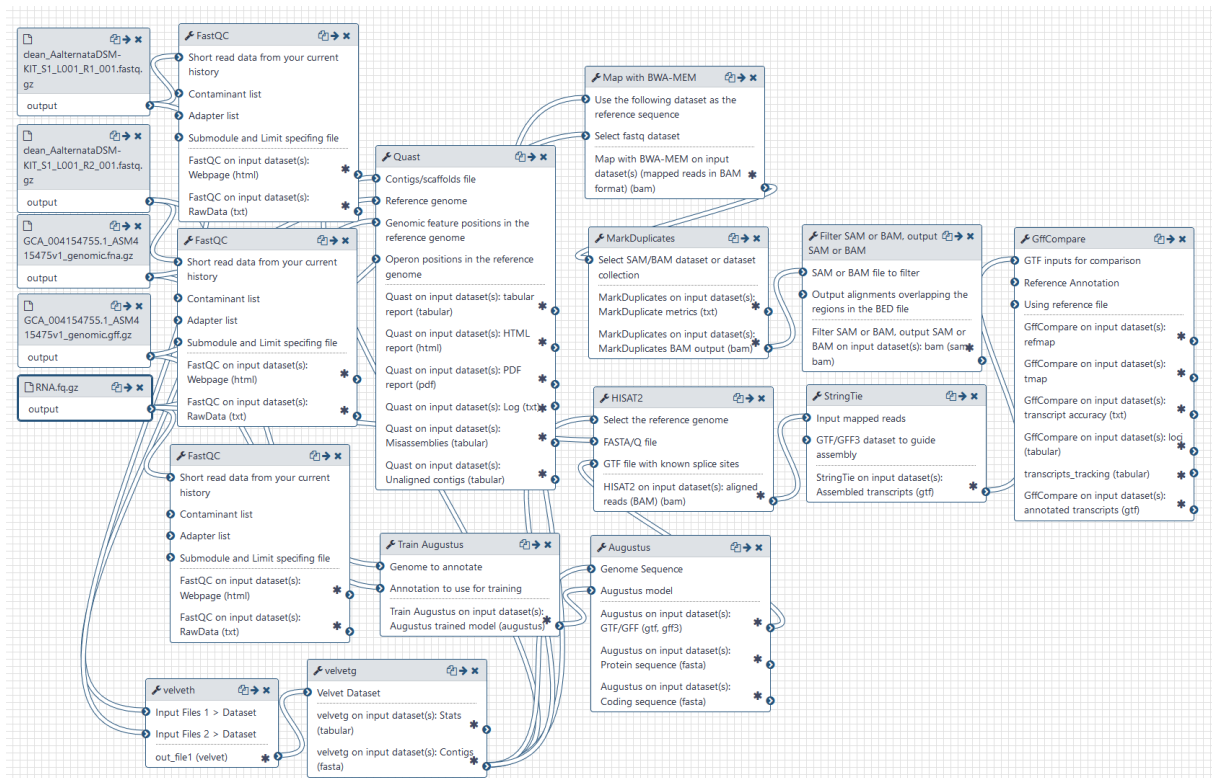 clean_AalternataDSM-
KIT_S1_L001_R1_001.fastq.
gz
output
clean_AalternataDSM-
KIT_S1_L001_R2_001.fastq.
gz
output
GCA_004154755.1_ASM4
15475v1_genomic.fna.gz
output
GCA_004154755.1_ASM4
15475v1_genomic.gff.gz
output
RNA.fq.gz
output
FastQC
Short read data from your current
history
Contaminant list
Adapter list
Submodule and Limit specifing file
FastQC on input dataset(s):
Webpage (html)
FastQC on input dataset(s):
RawData (txt)
FastQC
Short read data from your current
history
Contaminant list
Adapter list
Submodule and Limit specifing file
FastQC on input dataset(s):
Webpage (html)
FastQC on input dataset(s):
RawData (txt)
FastQC
Short read data from your current
history
Contaminant list
Adapter list
Submodule and Limit specifing file
FastQC on input dataset(s):
Webpage (html)
FastQC on input dataset(s):
RawData (txt)
velveth
Input Files 1 > Dataset
Input Files 2 > Dataset
out_file1 (velvet)
velvetg
Velvet Dataset
velvetg on input dataset(s): Stats
(tabular)
velvetg on input dataset(s): Contigs
(fasta)
Quast
Contigs/scaffolds file
Reference genome
Genomic feature positions in the
reference genome
Operon positions in the reference
genome
Quast on input dataset(s): tabular
report (tabular)
Quast on input dataset(s): HTML
report (html)
Quast on input dataset(s): PDF
report (pdf)
Quast on input dataset(s): Log (txt)
Quast on input dataset(s):
Misassemblies (tabular)
Quast on input dataset(s):
Unaligned contigs (tabular)
Train Augustus
Genome to annotate
Annotation to use for training
Train Augustus on input dataset(s):
Augustus trained model (augustus)
Map with BWA-MEM
Use the following dataset as the
reference sequence
Select fastq dataset
Map with BWA-MEM on input
dataset(s) (mapped reads in BAM
format) (bam)
MarkDuplicates
Select SAM/BAM dataset or dataset
collection
MarkDuplicates on input dataset(s):
MarkDuplicate metrics (txt)
MarkDuplicates on input dataset(s):
MarkDuplicates BAM output (bam)
HISAT2
Select the reference genome
FASTA/Q file
GTF file with known splice sites
HISAT2 on input dataset(s): aligned
reads (BAM) (bam)
Augustus
Genome Sequence
Augustus model
Augustus on input dataset(s):
GTF/GFF (gtf, gff3)
Augustus on input dataset(s):
Protein sequence (fasta)
Augustus on input dataset(s):
Coding sequence (fasta)
Filter SAM or BAM, output
SAM or BAM
SAM or BAM file to filter
Output alignments overlapping the
regions in the BED file
Filter SAM or BAM, output SAM or
BAM on input dataset(s): bam (sam,
bam)
StringTie
Input mapped reads
GTF/GFF3 dataset to guide
assembly
StringTie on input dataset(s):
Assembled transcripts (gtf)
GffCompare
GTF inputs for comparison
Reference Annotation
Using reference file
GffCompare on input dataset(s):
refmap
GffCompare on input dataset(s):
tmap
GffCompare on input dataset(s):
transcript accuracy (txt)
GffCompare on input dataset(s): loci
(tabular)
transcripts_tracking (tabular)
GffCompare on input dataset(s):
annotated transcripts (gtf)